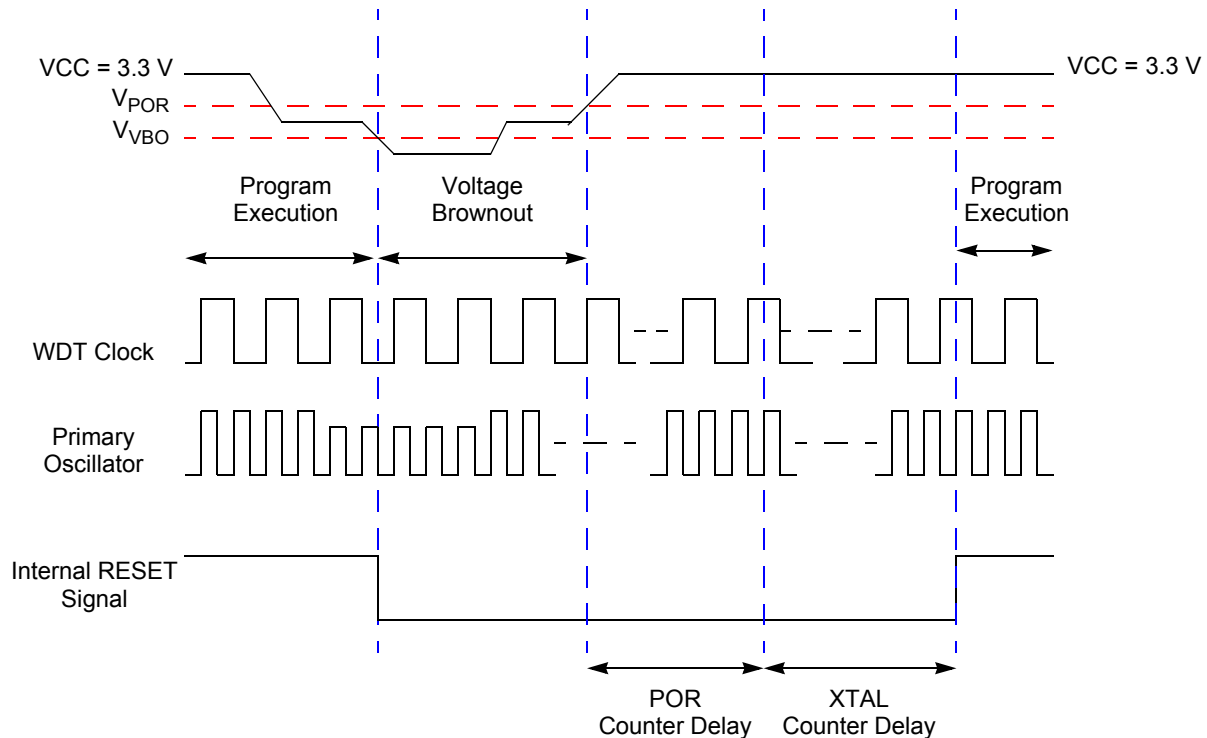 VCC = 3.3 V
VCC = 3.3 V
VPOR
VVBO
Program
Execution
Voltage
Brownout
Program
Execution
WDT Clock
Primary
Oscillator
Internal RESET
Signal
POR
Counter Delay
XTAL
Counter Delay